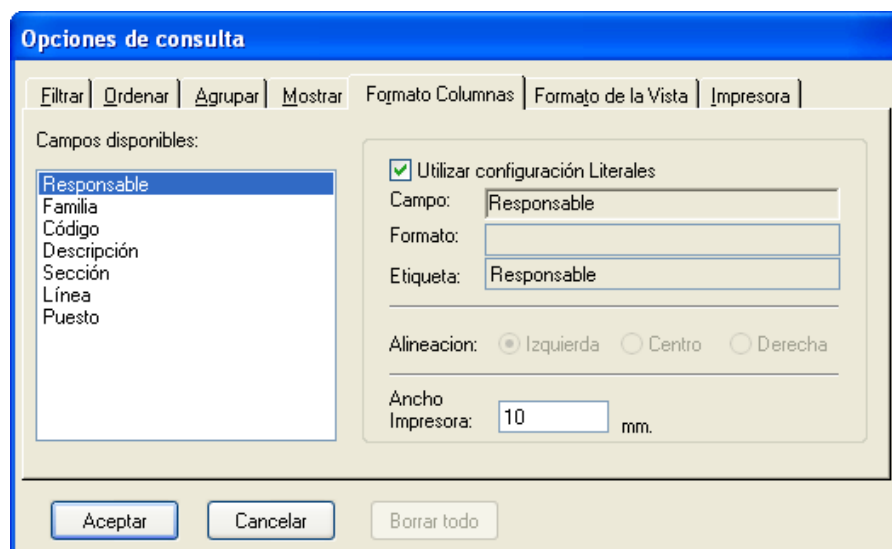 Opciones de consulta
Filtrar Ordenar Agrupar Mostrar Formato Columnas Formato de la Vista Impresora
Campos disponibles:
Responsable
Familia
Código
Descripción
Sección
Línea
Puesto
Utilizar configuración Literales
Campo: Responsable
Formato:
Etiqueta: Responsable
Alineacion: Izquierda Centro Derecha
Ancho
Impresora: 10 mm.
Aceptar Cancelar Borrar todo